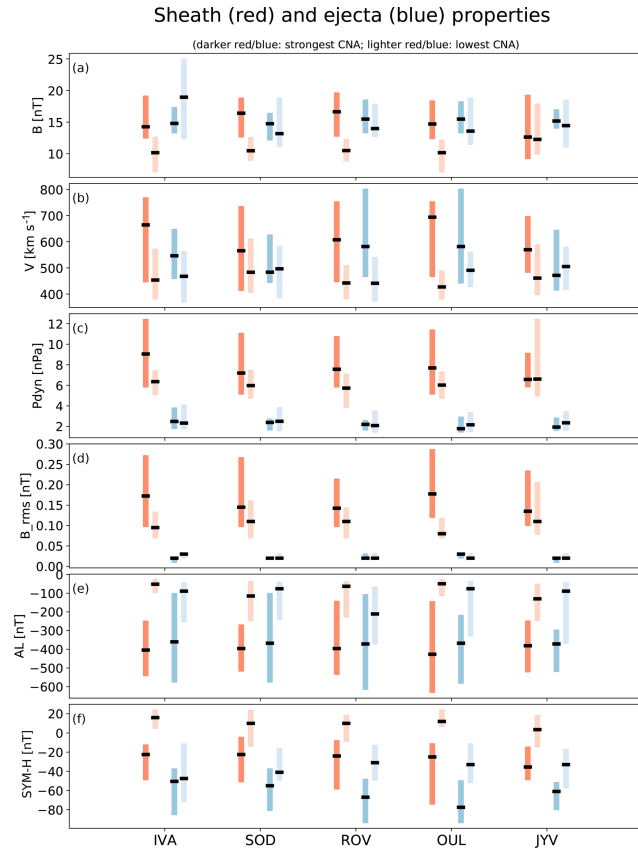 Sheath (red) and ejecta (blue) properties
(darker red/blue: strongest CNA; lighter red/blue: lowest CNA)
(a)
B [nT]
25
20
15
10
(b)
V [km s⁻¹]
800
700
600
500
400
(c)
Pdyn [nPa]
12
10
8
6
4
2
(d)
B_rms [nT]
0.30
0.25
0.20
0.15
0.10
0.05
0.00
(e)
AL [nT]
0
−100
−200
−300
−400
−500
−600
(f)
SYM-H [nT]
20
0
−20
−40
−60
−80
IVA SOD ROV OUL JYV